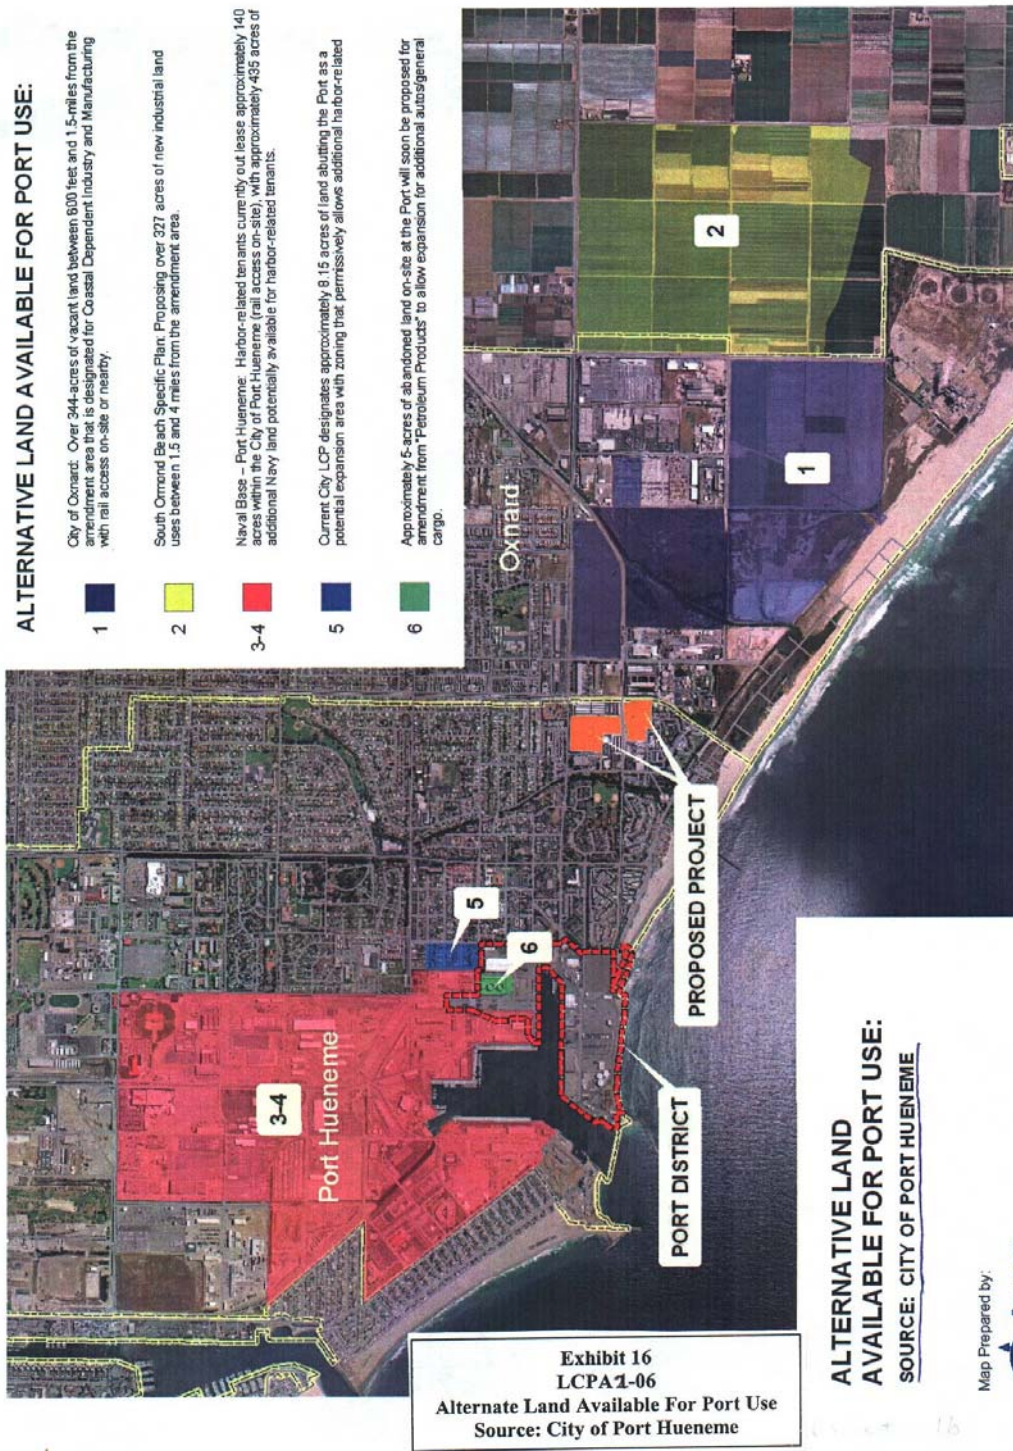 ALTERNATIVE LAND AVAILABLE FOR PORT USE:
1
City of Oxnard: Over 344-acres of vacant land between 600 feet and 1.5-miles from the
amendment area that is designated for Coastal Dependent Industry and Manufacturing
with rail access on-site or nearby.
2
South Ormond Beach Specific Plan: Proposing over 327 acres of new industrial land
uses between 1.5 and 4 miles from the amendment area.
3-4
Naval Base – Port Hueneme: Harbor-related tenants currently out lease approximately 140
acres within the City of Port Hueneme (rail access on-site), with approximately 435 acres of
additional Navy land potentially available for harbor-related tenants.
5
Current City LCP designates approximately 8.15 acres of land abutting the Port as a
potential expansion area with zoning that permissively allows additional harbor-related
6
Approximately 5-acres of abandoned land on-site at the Port will soon be proposed for
amendment from "Petroleum Products" to allow expansion for additional autos/general
cargo.
3-4
Port Hueneme
5
6
Oxnard
1
2
PORT DISTRICT
PROPOSED PROJECT
ALTERNATIVE LAND
AVAILABLE FOR PORT USE:
SOURCE: CITY OF PORT HUENEME
Map Prepared by:
Exhibit 16
LCPA 1-06
Alternate Land Available For Port Use
Source: City of Port Hueneme